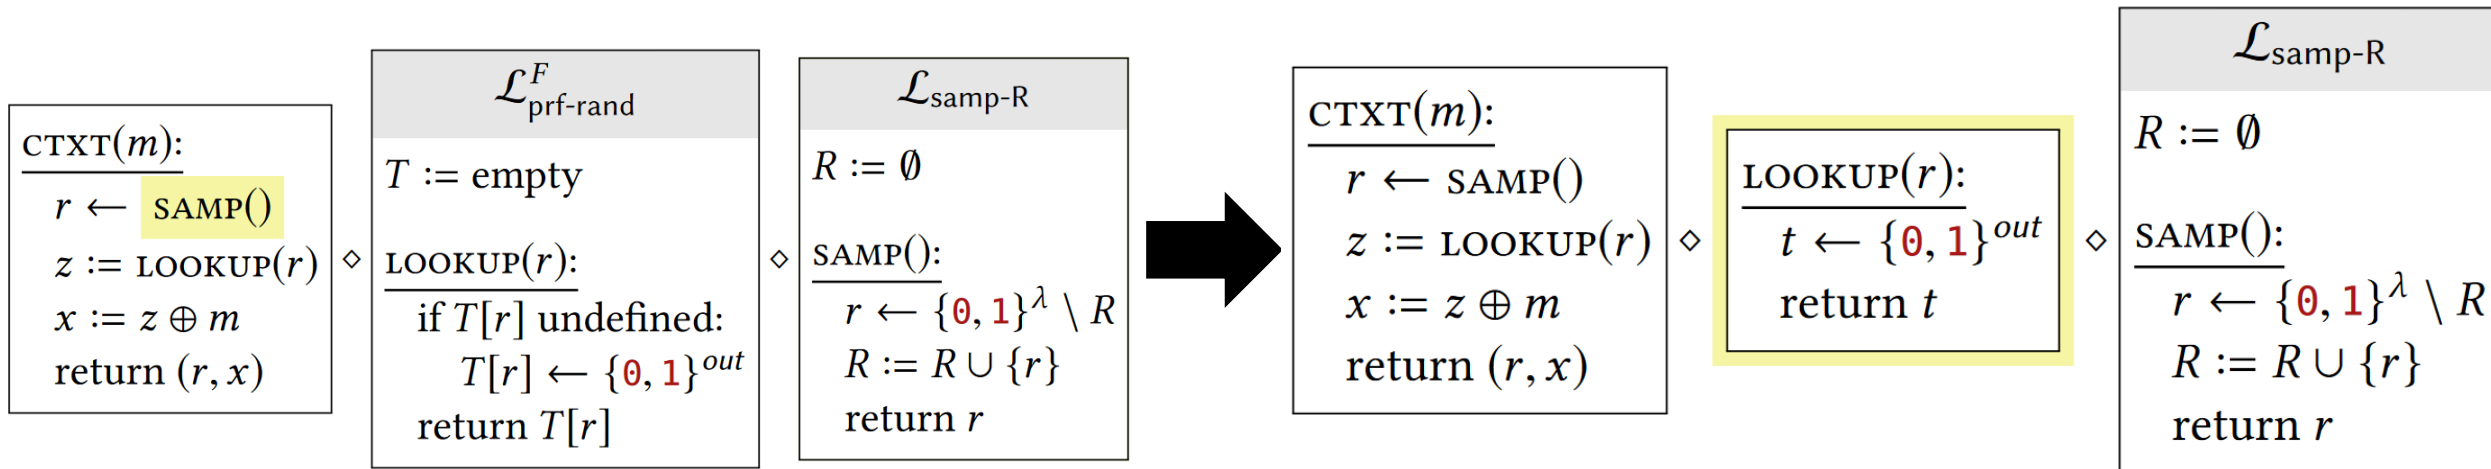 CTXT(m):
r ← SAMP()
z := LOOKUP(r)
x := z ⊕ m
return (r, x)
◇
𝓛^F_prf-rand
T := empty
LOOKUP(r):
if T[r] undefined:
T[r] ← {0, 1}^out
return T[r]
◇
𝓛_samp-R
R := ∅
SAMP():
r ← {0, 1}^λ \ R
R := R ∪ {r}
return r
CTXT(m):
r ← SAMP()
z := LOOKUP(r)
x := z ⊕ m
return (r, x)
◇
LOOKUP(r):
t ← {0, 1}^out
return t
◇
𝓛_samp-R
R := ∅
SAMP():
r ← {0, 1}^λ \ R
R := R ∪ {r}
return r